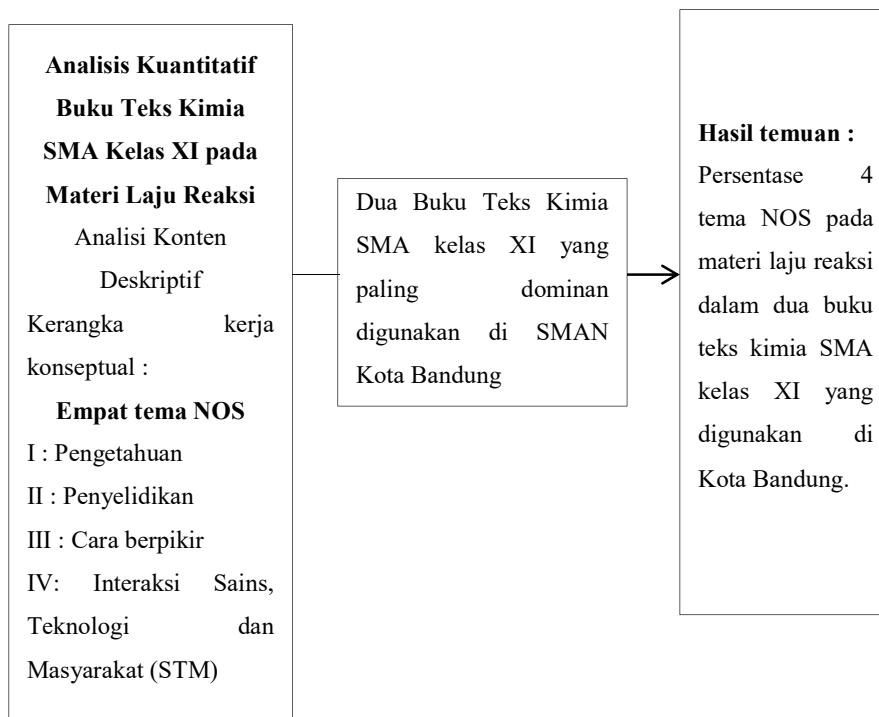 Analisis Kuantitatif
Buku Teks Kimia
SMA Kelas XI pada
Materi Laju Reaksi
Analisi Konten
Deskriptif
Kerangka kerja
konseptual :
Empat tema NOS
I : Pengetahuan
II : Penyelidikan
III : Cara berpikir
IV: Interaksi Sains,
Teknologi dan
Masyarakat (STM)
Dua Buku Teks Kimia
SMA kelas XI yang
paling dominan
digunakan di SMAN
Kota Bandung
Hasil temuan :
Persentase 4
tema NOS pada
materi laju reaksi
dalam dua buku
teks kimia SMA
kelas XI yang
digunakan di
Kota Bandung.